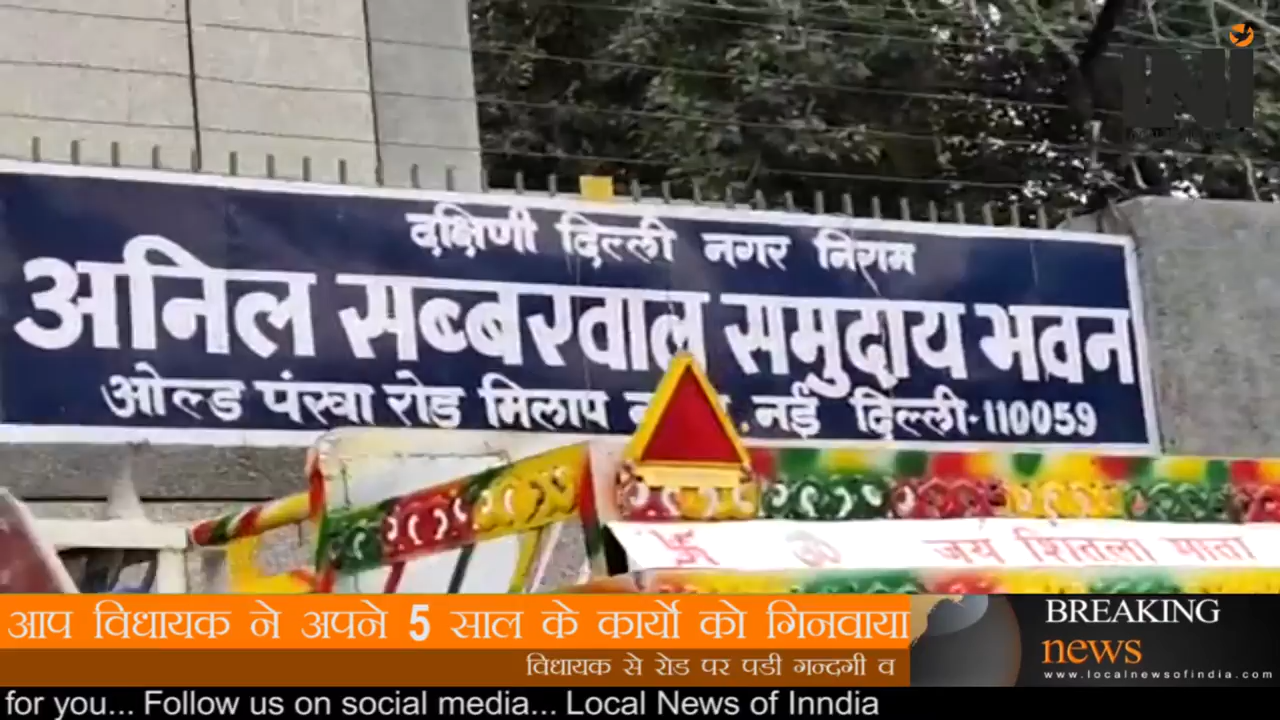 LNI
दक्षिणी दिल्ली नगर निगम
अनिल सब्बरवाल समुदाय भवन
ओल्ड पंखा रोड मिलाप नई दिल्ली-110059
卐 ॐ जय शितला माता
आप विधायक ने अपने 5 साल के कार्यो को गिनवाया
विधायक से रोड पर पडी गन्दगी व
BREAKING
news
www.localnewsofindia.com
for you... Follow us on social media... Local News of Inndia